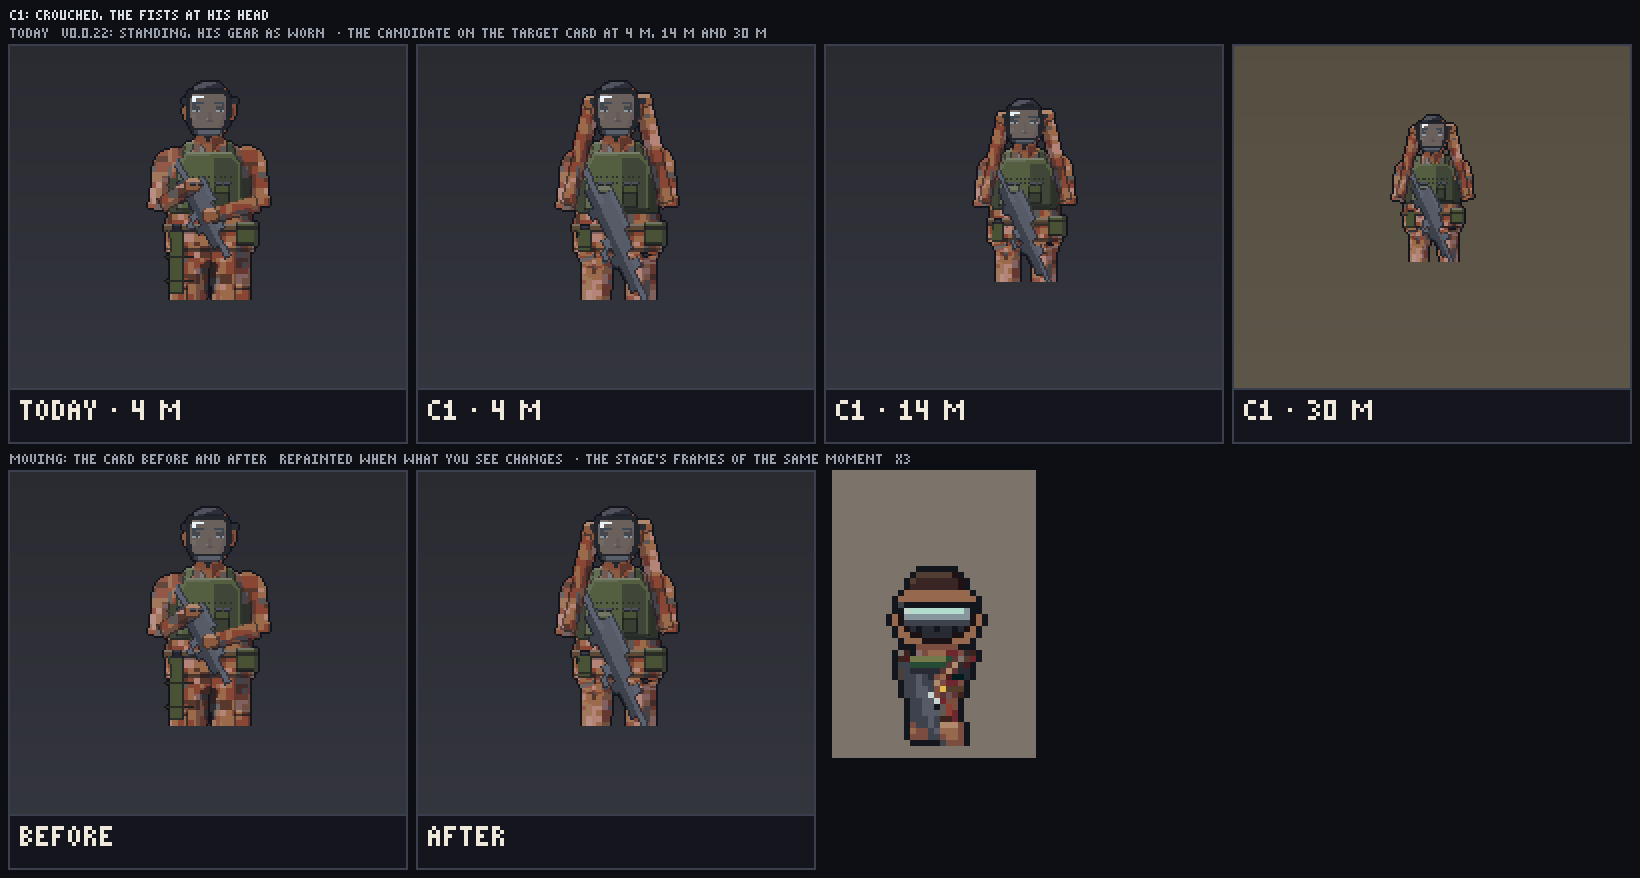 C1: CROUCHED, THE FISTS AT HIS HEAD
TODAY V0.0.22: STANDING, HIS GEAR AS WORN · THE CANDIDATE ON THE TARGET CARD AT 4 M, 14 M AND 30 M
TODAY · 4 M
C1 · 4 M
C1 · 14 M
C1 · 30 M
MOVING: THE CARD BEFORE AND AFTER REPAINTED WHEN WHAT YOU SEE CHANGES · THE STAGE'S FRAMES OF THE SAME MOMENT X3
BEFORE
AFTER